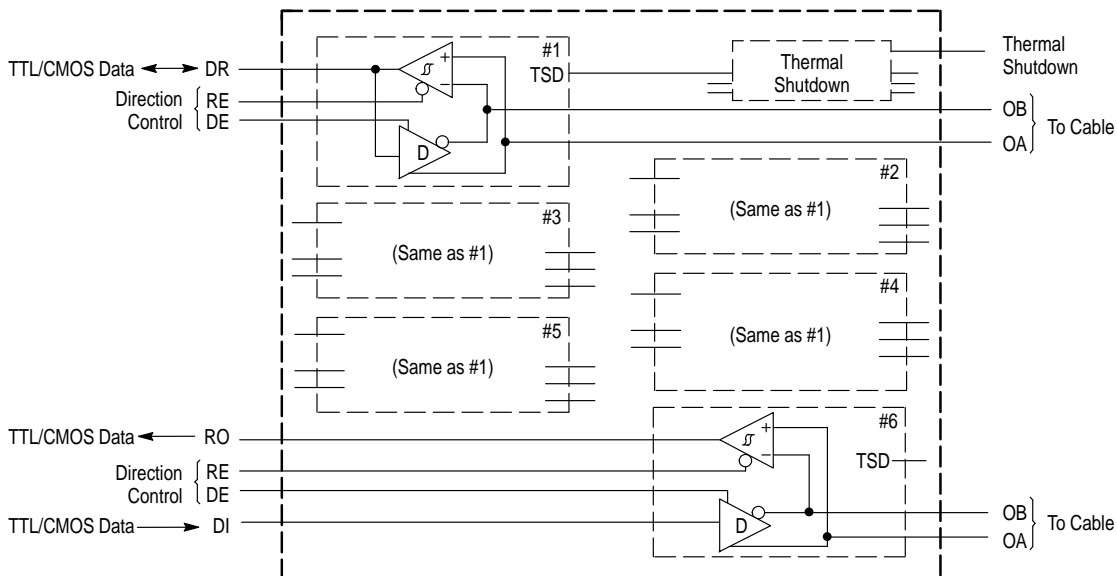 #1
TSD
Thermal
Shutdown
Thermal
Shutdown
TTL/CMOS Data
DR
Direction
Control
RE
DE
+
−
D
OB
OA
To Cable
#2
(Same as #1)
#3
(Same as #1)
#4
(Same as #1)
#5
(Same as #1)
#6
TTL/CMOS Data
RO
+
−
TSD
Direction
Control
RE
DE
TTL/CMOS Data
DI
D
OB
OA
To Cable